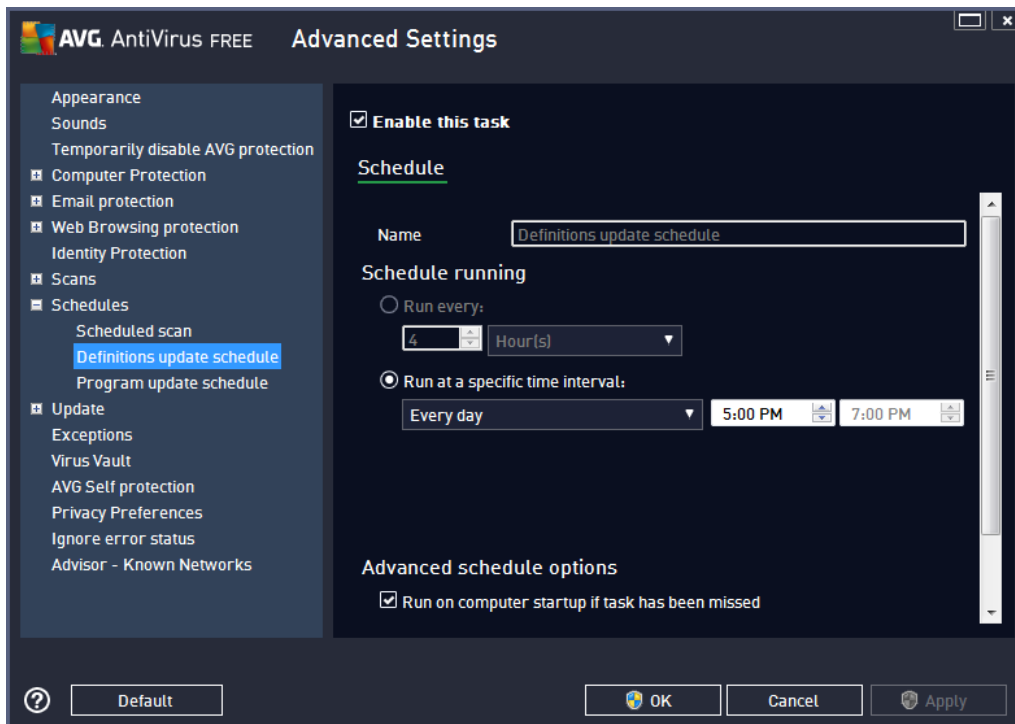 AVG. AntiVirus FREE Advanced Settings
Appearance
Sounds
Temporarily disable AVG protection
Computer Protection
Email protection
Web Browsing protection
Identity Protection
Scans
Schedules
Scheduled scan
Definitions update schedule
Program update schedule
Update
Exceptions
Virus Vault
AVG Self protection
Privacy Preferences
Ignore error status
Advisor - Known Networks
Enable this task
Schedule
Name Definitions update schedule
Schedule running
Run every:
4 Hour(s)
Run at a specific time interval:
Every day 5:00 PM 7:00 PM
Advanced schedule options
Run on computer startup if task has been missed
? Default OK Cancel Apply